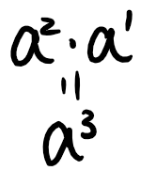 a² · a¹
=
a³